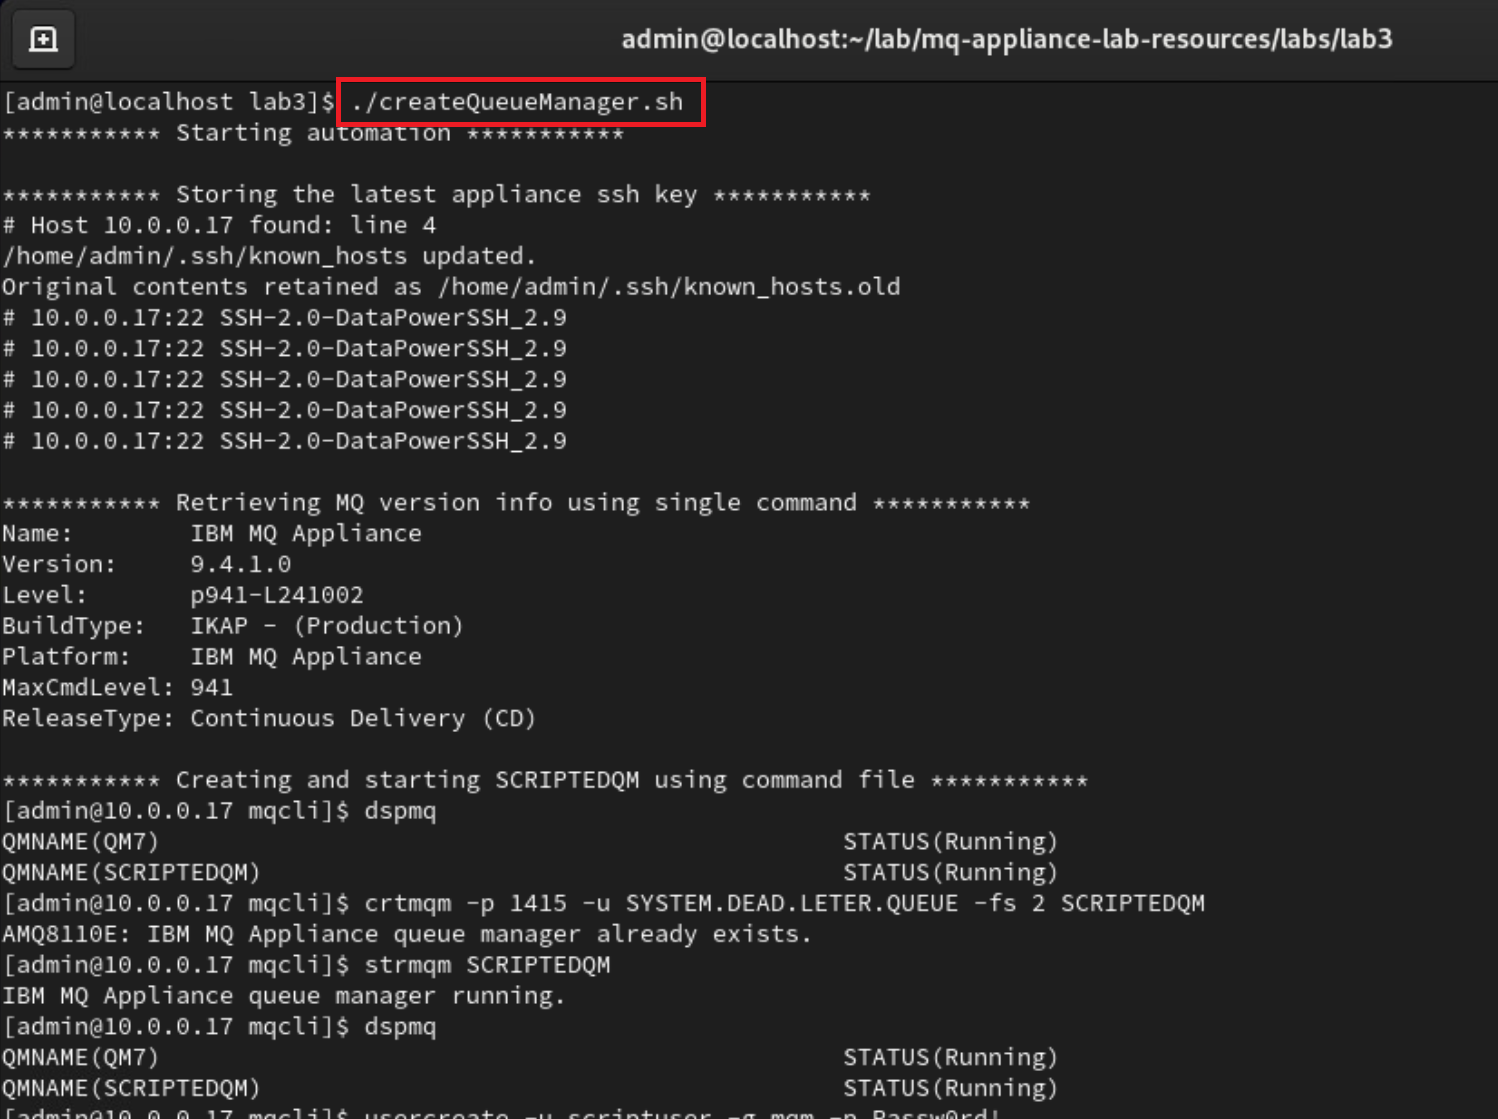 admin@localhost:~/lab/mq-appliance-lab-resources/labs/lab3
[admin@localhost lab3]$ ./createQueueManager.sh
*********** Starting automation ***********
*********** Storing the latest appliance ssh key ***********
# Host 10.0.0.17 found: line 4
/home/admin/.ssh/known_hosts updated.
Original contents retained as /home/admin/.ssh/known_hosts.old
# 10.0.0.17:22 SSH-2.0-DataPowerSSH_2.9
# 10.0.0.17:22 SSH-2.0-DataPowerSSH_2.9
# 10.0.0.17:22 SSH-2.0-DataPowerSSH_2.9
# 10.0.0.17:22 SSH-2.0-DataPowerSSH_2.9
# 10.0.0.17:22 SSH-2.0-DataPowerSSH_2.9
*********** Retrieving MQ version info using single command ***********
Name:        IBM MQ Appliance
Version:     9.4.1.0
Level:       p941-L241002
BuildType:   IKAP - (Production)
Platform:    IBM MQ Appliance
MaxCmdLevel: 941
ReleaseType: Continuous Delivery (CD)
*********** Creating and starting SCRIPTEDQM using command file ***********
[admin@10.0.0.17 mqcli]$ dspmq
QMNAME(QM7)                                               STATUS(Running)
QMNAME(SCRIPTEDQM)                                        STATUS(Running)
[admin@10.0.0.17 mqcli]$ crtmqm -p 1415 -u SYSTEM.DEAD.LETER.QUEUE -fs 2 SCRIPTEDQM
AMQ8110E: IBM MQ Appliance queue manager already exists.
[admin@10.0.0.17 mqcli]$ strmqm SCRIPTEDQM
IBM MQ Appliance queue manager running.
[admin@10.0.0.17 mqcli]$ dspmq
QMNAME(QM7)                                               STATUS(Running)
QMNAME(SCRIPTEDQM)                                        STATUS(Running)
[admin@10.0.0.17 mqcli]$ usercreate -u scriptuser -g mqm -p Passw0rd!